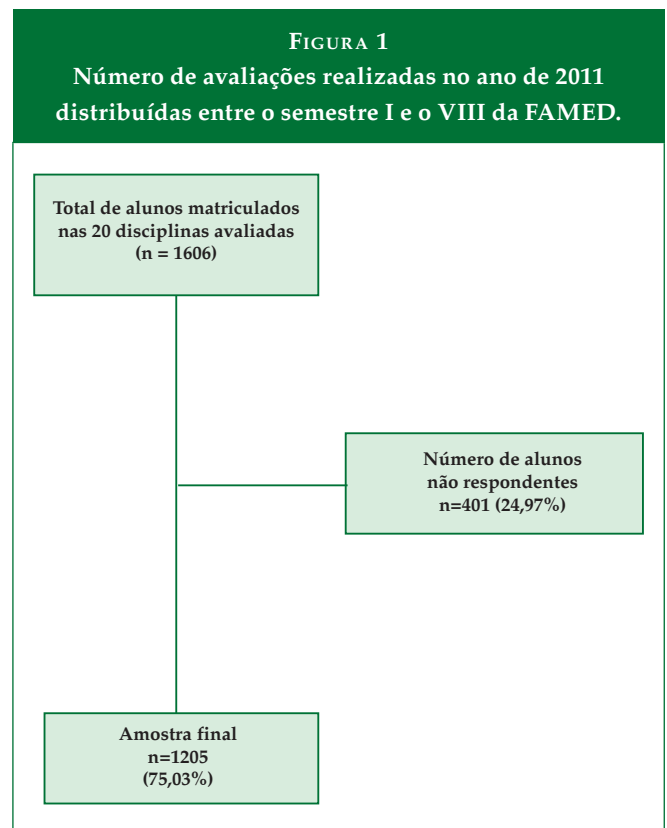 FIGURA 1
Número de avaliações realizadas no ano de 2011
distribuídas entre o semestre I e o VIII da FAMED.
Total de alunos matriculados
nas 20 disciplinas avaliadas
(n = 1606)
Número de alunos
não respondentes
n=401 (24,97%)
Amostra final
n=1205
(75,03%)